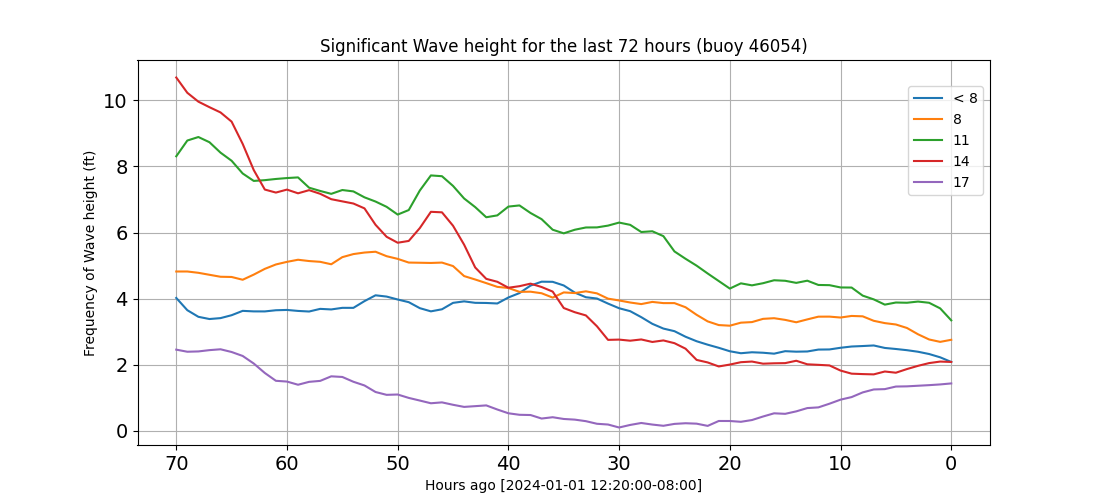 Significant Wave height for the last 72 hours (buoy 46054)
Frequency of Wave height (ft)
10
8
6
4
2
0
< 8
8
11
14
17
70 60 50 40 30 20 10 0
Hours ago [2024-01-01 12:20:00-08:00]